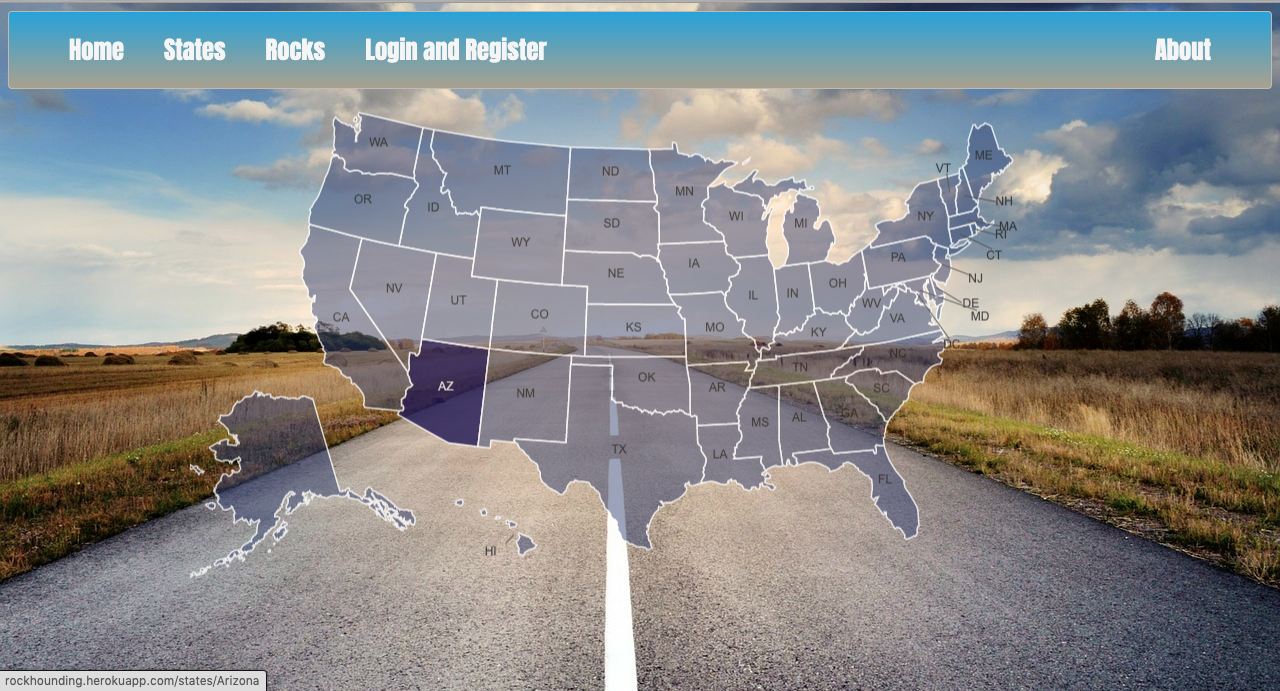 Home States Rocks Login and Register About
WA
MT
ND
MN
ME
VT
OR
ID
SD
WI
MI
NY
NH
MA
RI
WY
CT
PA
IA
NE
NV
UT
IL
IN
OH
NJ
DE
MD
WV
CO
CA
VA
KS
MO
KY
DC
NC
TN
AZ
NM
OK
AR
SC
MS
AL
GA
TX
LA
FL
HI
rockhounding.herokuapp.com/states/Arizona